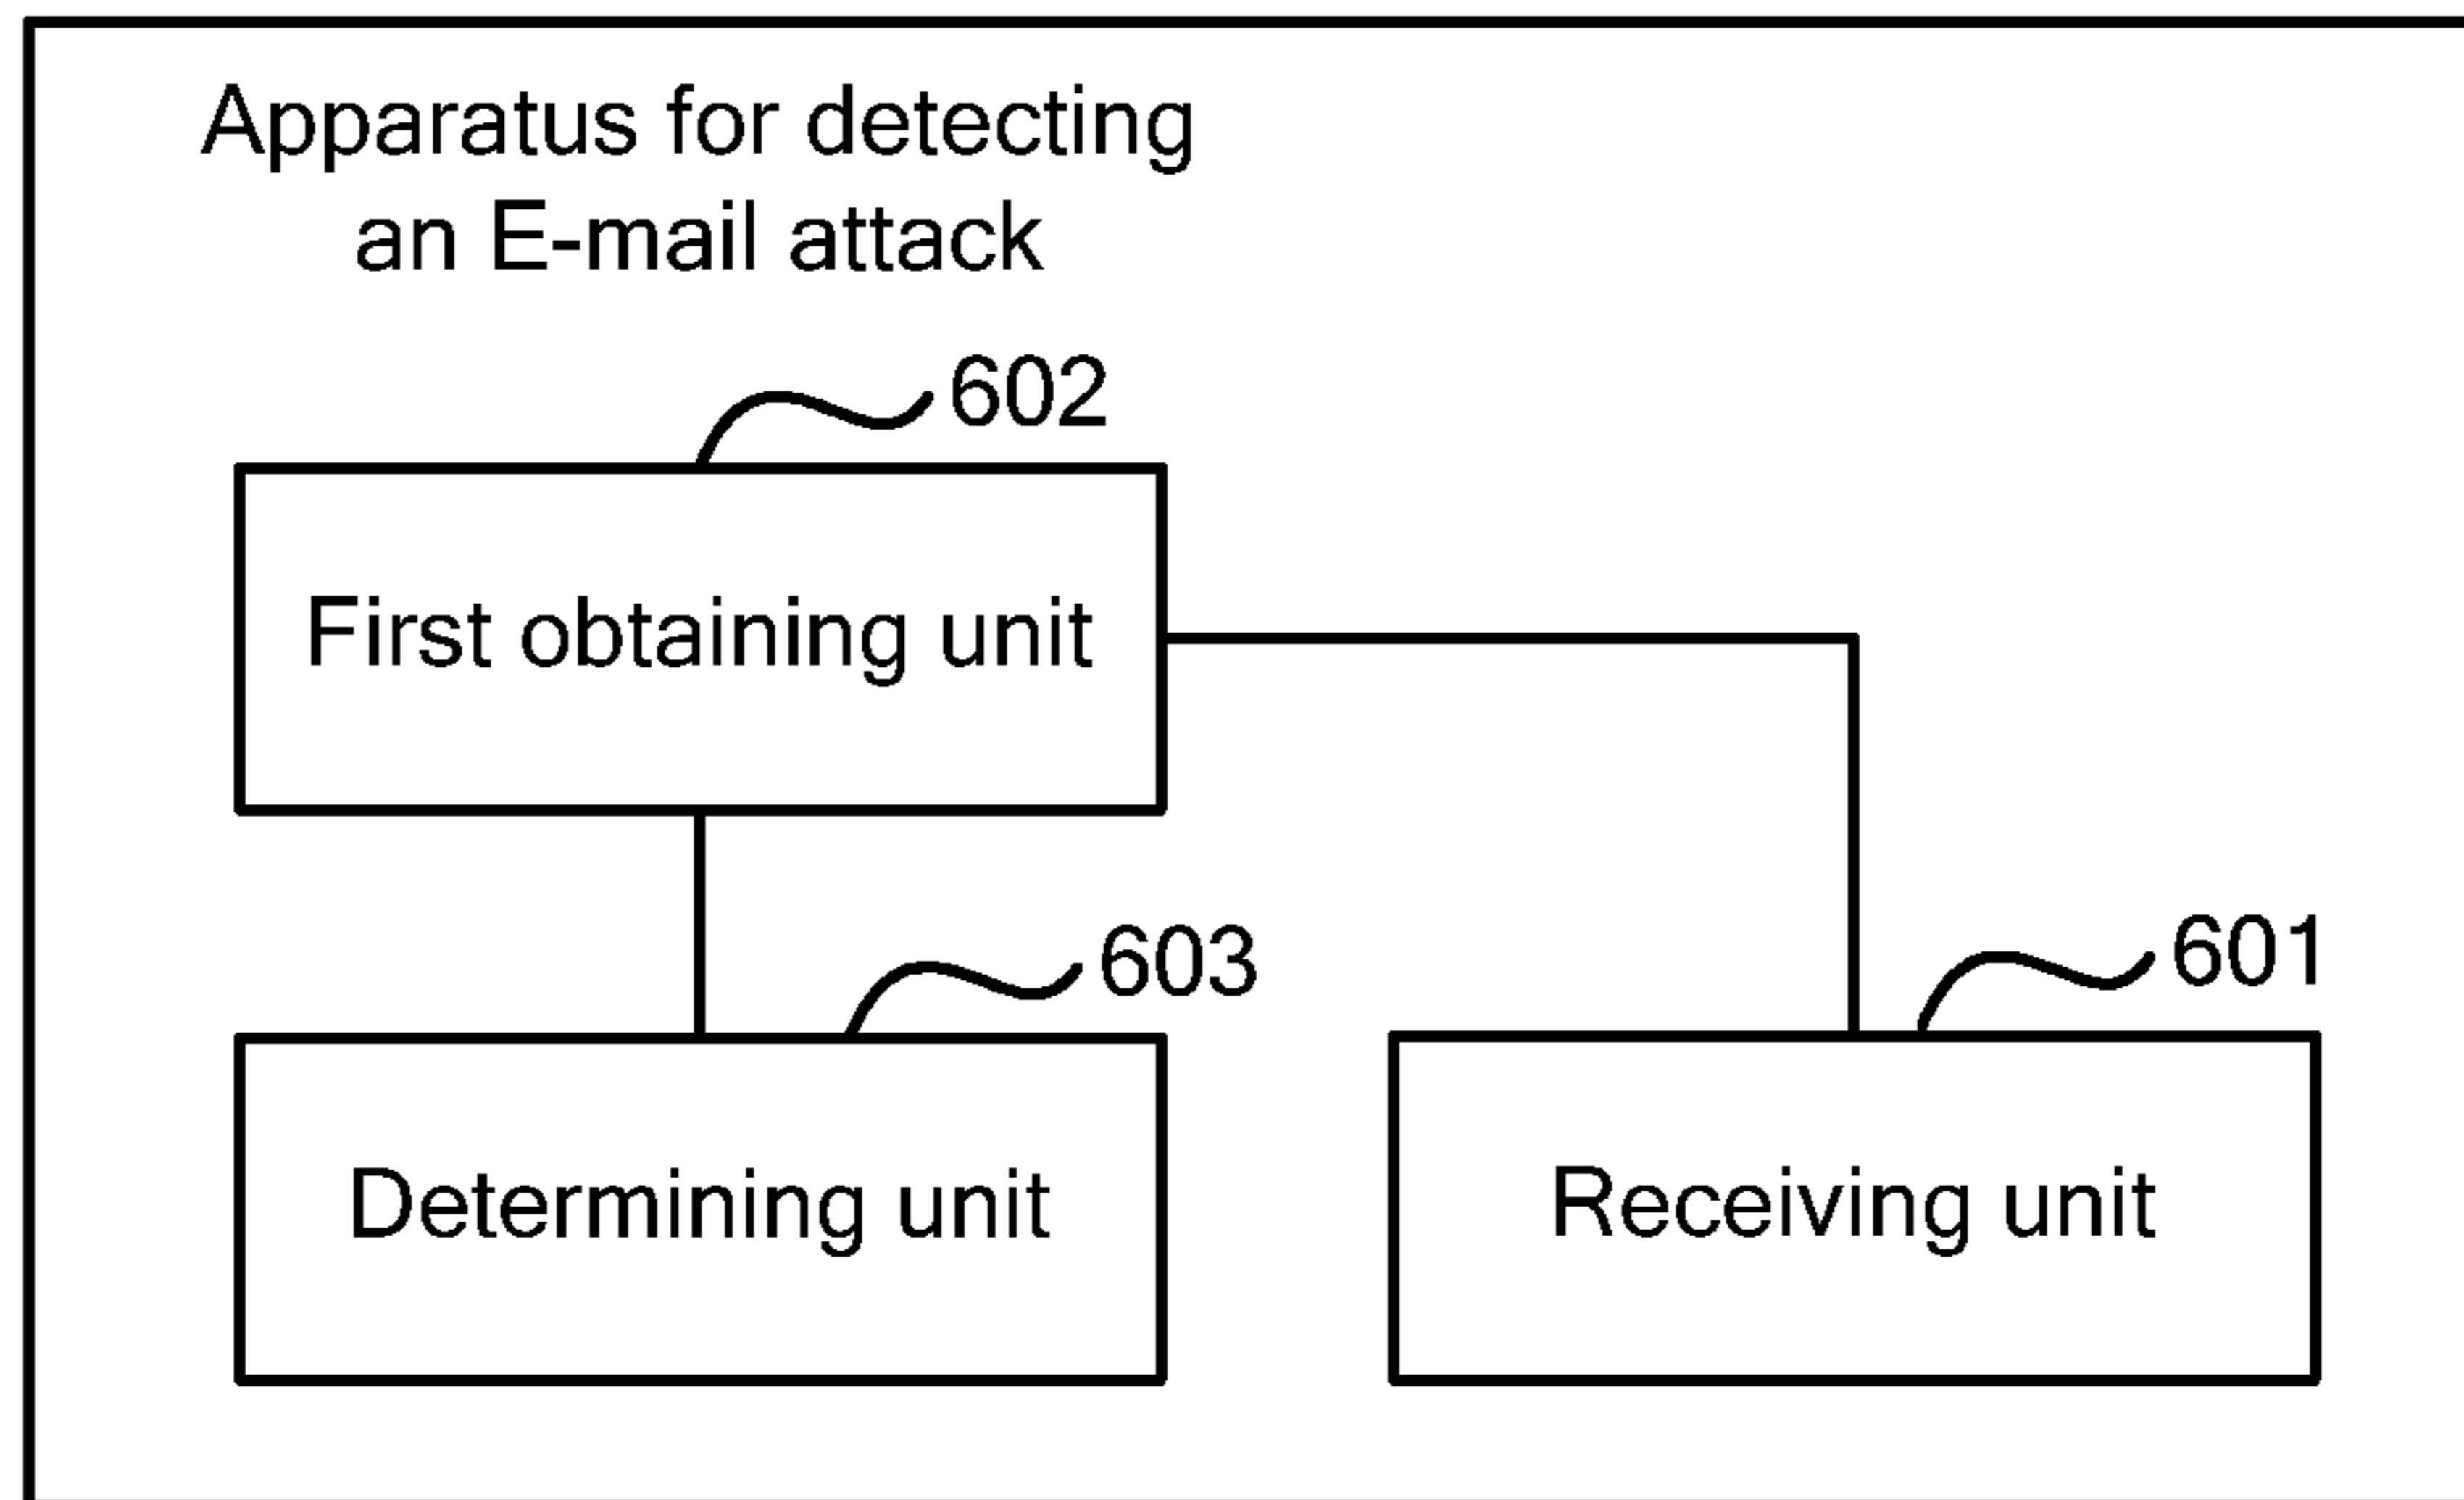 Apparatus for detecting
an E-mail attack
602
First obtaining unit
603
601
Determining unit
Receiving unit